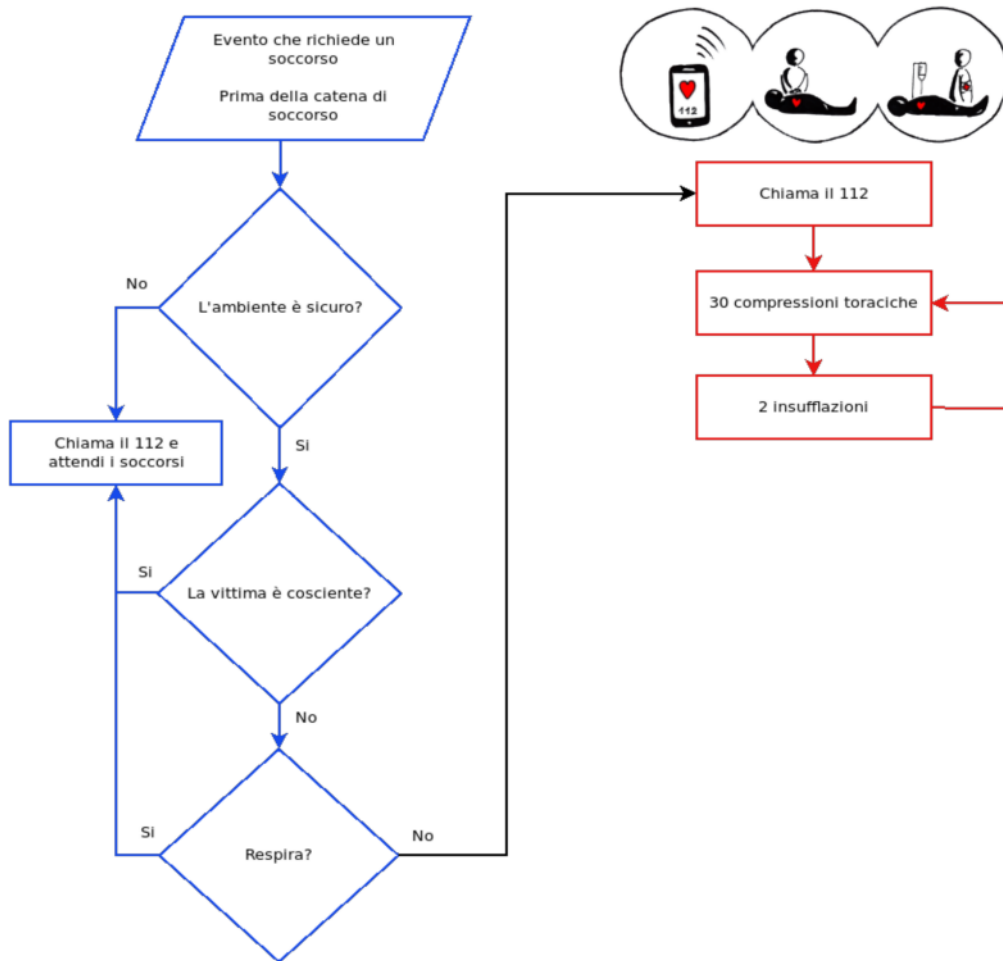 Evento che richiede un
soccorso
Prima della catena di
soccorso
No
L'ambiente è sicuro?
Chiama il 112 e
attendi i soccorsi
Si
Si
La vittima è cosciente?
No
Si
Respira?
No
112
Chiama il 112
30 compressioni toraciche
2 insufflazioni